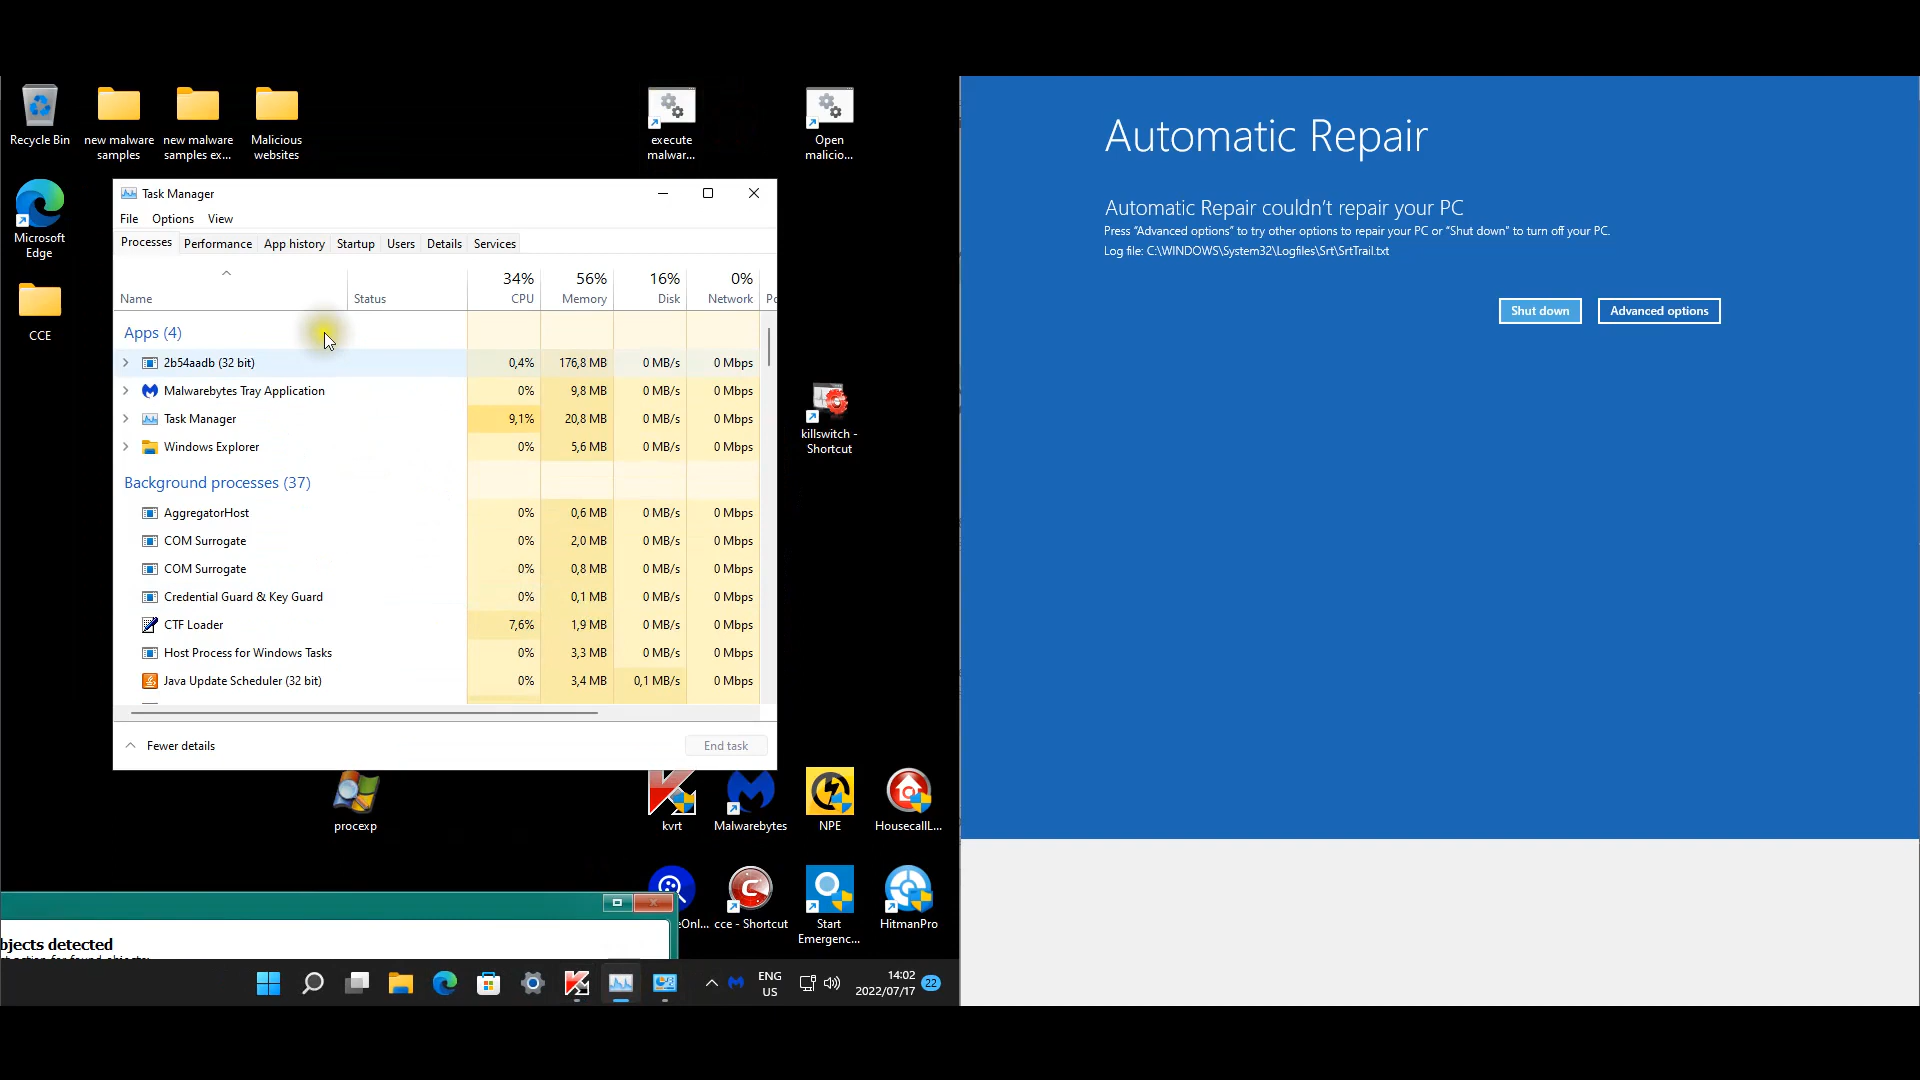 Recycle Bin
new malware
samples
new malware
samples ex...
Malicious
websites
execute
malwar...
Open
malicio...
Microsoft
Edge
CCE
Task Manager
File Options View
Processes Performance App history Startup Users Details Services
34% 56% 16% 0%
Name Status CPU Memory Disk Network Pc
Apps (4)
2b54aadb (32 bit) 0,4% 176,8 MB 0 MB/s 0 Mbps
Malwarebytes Tray Application 0% 9,8 MB 0 MB/s 0 Mbps
Task Manager 9,1% 20,8 MB 0 MB/s 0 Mbps
Windows Explorer 0% 5,6 MB 0 MB/s 0 Mbps
Background processes (37)
AggregatorHost 0% 0,6 MB 0 MB/s 0 Mbps
COM Surrogate 0% 2,0 MB 0 MB/s 0 Mbps
COM Surrogate 0% 0,8 MB 0 MB/s 0 Mbps
Credential Guard & Key Guard 0% 0,1 MB 0 MB/s 0 Mbps
CTF Loader 7,6% 1,9 MB 0 MB/s 0 Mbps
Host Process for Windows Tasks 0% 3,3 MB 0 MB/s 0 Mbps
Java Update Scheduler (32 bit) 0% 3,4 MB 0,1 MB/s 0 Mbps
Fewer details End task
killswitch -
Shortcut
procexp
kvrt
Malwarebytes
NPE
HousecallL...
eOnl...
cce - Shortcut
Start
Emergenc...
HitmanPro
bjects detected
ENG
US
14:02
2022/07/17
22
Automatic Repair
Automatic Repair couldn't repair your PC
Press "Advanced options" to try other options to repair your PC or "Shut down" to turn off your PC.
Log file: C:\WINDOWS\System32\Logfiles\Srt\SrtTrail.txt
Shut down Advanced options